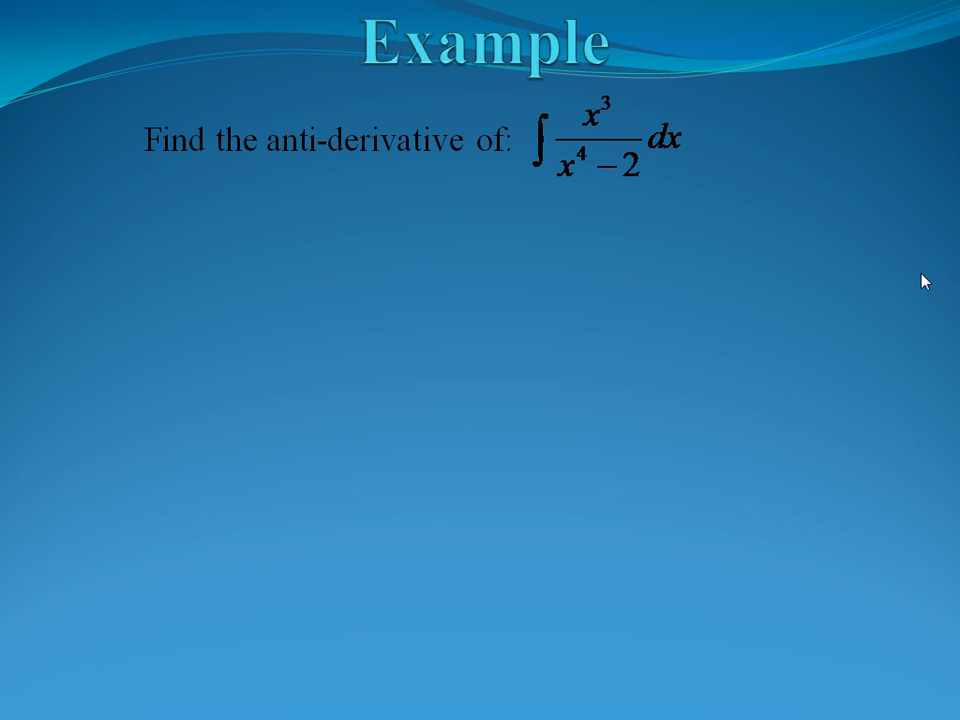 Example
Find the anti-derivative of: ∫ x³/(x⁴ − 2) dx